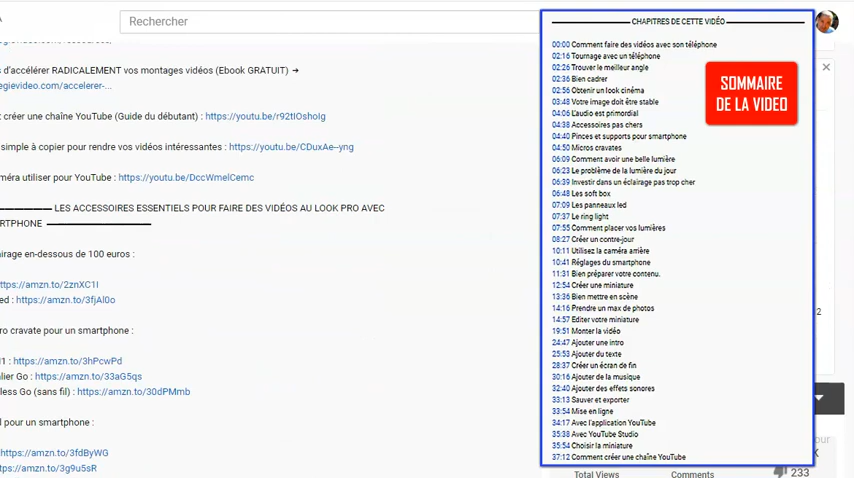 Rechercher
s d'accélérer RADICALEMENT vos montages vidéos (Ebook GRATUIT) →
egievideo.com/accelerer-...
t créer une chaîne YouTube (Guide du débutant) : https://youtu.be/r92tIOshoIg
simple à copier pour rendre vos vidéos intéressantes : https://youtu.be/CDuxAe--yng
méra utiliser pour YouTube : https://youtu.be/DccWmelCemc
LES ACCESSOIRES ESSENTIELS POUR FAIRE DES VIDÉOS AU LOOK PRO AVEC
RTPHONE
airage en-dessous de 100 euros :
ttps://amzn.to/2znXC1I
ed : https://amzn.to/3fjAl0o
ro cravate pour un smartphone :
1 : https://amzn.to/3hPcwPd
lier Go : https://amzn.to/33aG5qs
less Go (sans fil) : https://amzn.to/30dPMmb
l pour un smartphone :
https://amzn.to/3fdByWG
ttps://amzn.to/3g9u5sR
CHAPITRES DE CETTE VIDÉO
00:00 Comment faire des vidéos avec son téléphone
02:16 Tournage avec un téléphone
02:26 Trouver le meilleur angle
02:36 Bien cadrer
02:56 Obtenir un look cinéma
03:48 Votre image doit être stable
04:06 L'audio est primordial
04:38 Accessoires pas chers
04:40 Pinces et supports pour smartphone
04:50 Micros cravates
06:09 Comment avoir une belle lumière
06:23 Le problème de la lumière du jour
06:39 Investir dans un éclairage pas trop cher
06:48 Les soft box
07:09 Les panneaux led
07:37 Le ring light
07:55 Comment placer vos lumières
08:27 Créer un contre-jour
10:11 Utilisez la caméra arrière
10:41 Réglages du smartphone
11:31 Bien préparer votre contenu.
12:54 Créer une miniature
13:36 Bien mettre en scène
14:16 Prendre un max de photos
14:57 Editer votre miniature
19:51 Monter la vidéo
24:47 Ajouter une intro
25:53 Ajouter du texte
28:37 Créer un écran de fin
30:16 Ajouter de la musique
32:40 Ajouter des effets sonores
33:13 Sauver et exporter
33:54 Mise en ligne
34:17 Avec l'application YouTube
35:38 Avec YouTube Studio
35:54 Choisir la miniature
37:12 Comment créer une chaîne YouTube
SOMMAIRE
DE LA VIDEO
2
our
X
Total Views
Comments
233